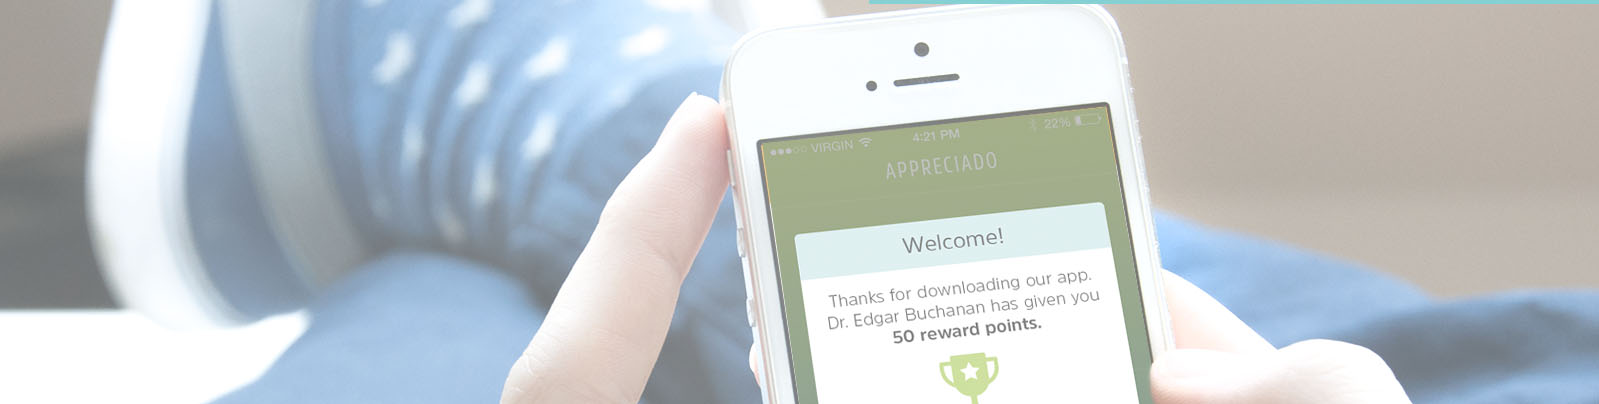 VIRGIN 4:21 PM 22%
APPRECIADO
Welcome!
Thanks for downloading our app.
Dr. Edgar Buchanan has given you
50 reward points.